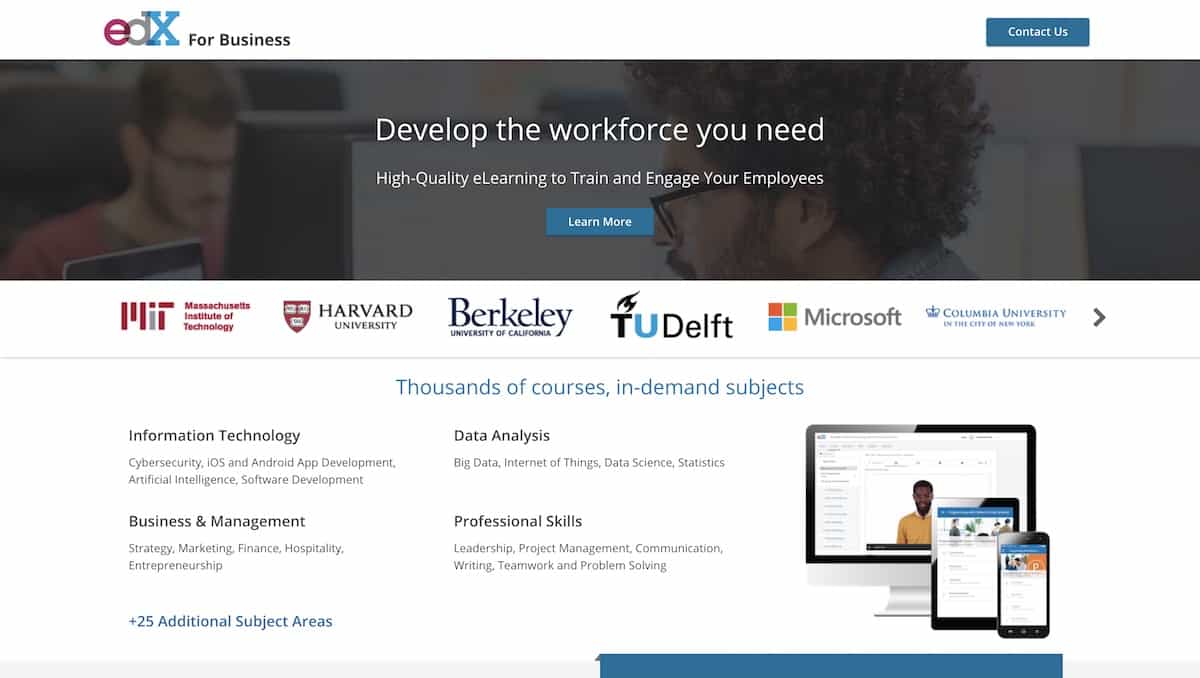 edX For Business
Contact Us
Develop the workforce you need
High-Quality eLearning to Train and Engage Your Employees
Learn More
MIT Massachusetts
Institute of
Technology
HARVARD
UNIVERSITY
Berkeley
UNIVERSITY OF CALIFORNIA
TUDelft
Microsoft
COLUMBIA UNIVERSITY
IN THE CITY OF NEW YORK
Thousands of courses, in-demand subjects
Information Technology
Cybersecurity, iOS and Android App Development,
Artificial Intelligence, Software Development
Data Analysis
Big Data, Internet of Things, Data Science, Statistics
Business & Management
Strategy, Marketing, Finance, Hospitality,
Entrepreneurship
Professional Skills
Leadership, Project Management, Communication,
Writing, Teamwork and Problem Solving
+25 Additional Subject Areas